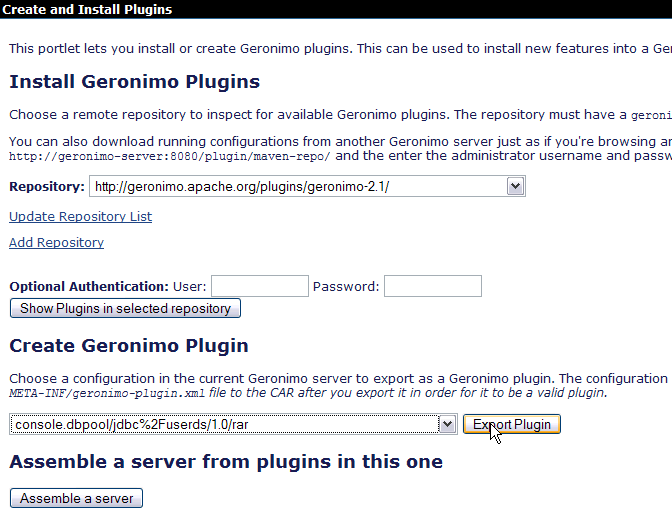 Create and Install Plugins
This portlet lets you install or create Geronimo plugins. This can be used to install new features into a Ge
Install Geronimo Plugins
Choose a remote repository to inspect for available Geronimo plugins. The repository must have a geroni
You can also download running configurations from another Geronimo server just as if you're browsing a
http://geronimo-server:8080/plugin/maven-repo/ and the enter the administrator username and passw
Repository: http://geronimo.apache.org/plugins/geronimo-2.1/
Update Repository List
Add Repository
Optional Authentication: User: Password:
Show Plugins in selected repository
Create Geronimo Plugin
Choose a configuration in the current Geronimo server to export as a Geronimo plugin. The configuration
META-INF/geronimo-plugin.xml file to the CAR after you export it in order for it to be a valid plugin.
console.dbpool/jdbc%2Fuserds/1.0/rar Export Plugin
Assemble a server from plugins in this one
Assemble a server